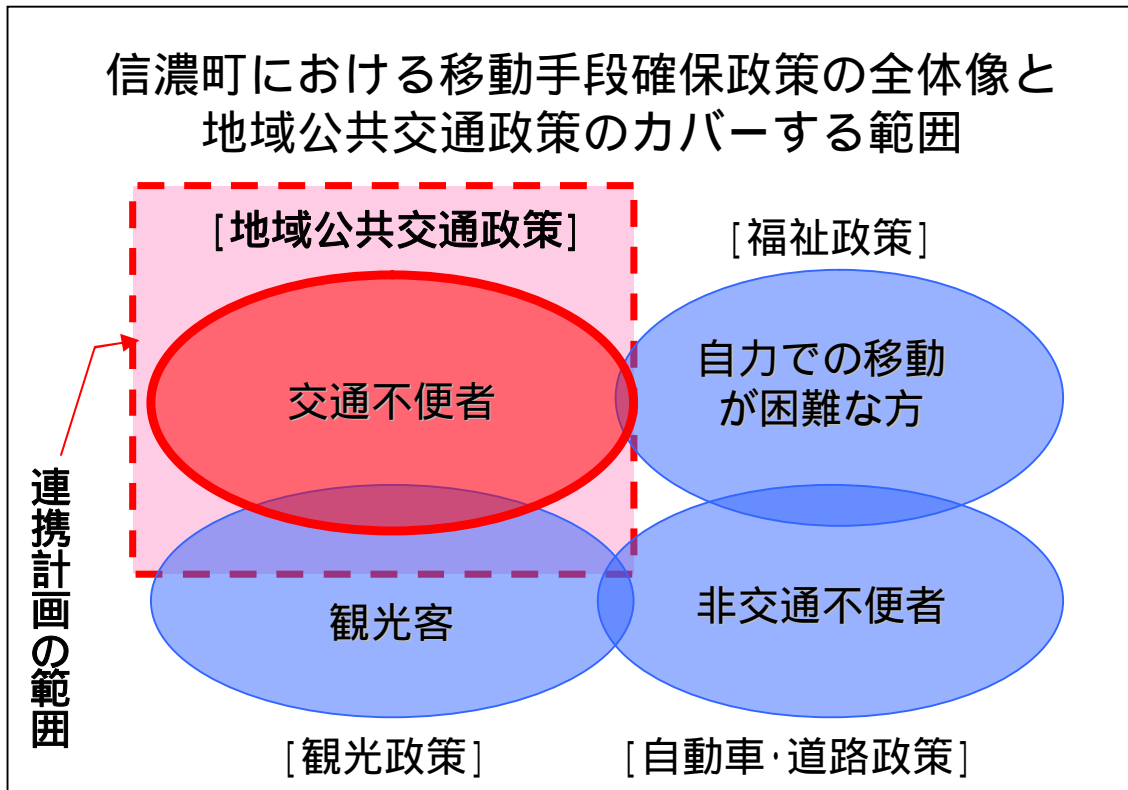 信濃町における移動手段確保政策の全体像と
地域公共交通政策のカバーする範囲
[地域公共交通政策]
[福祉政策]
交通不便者
自力での移動
が困難な方
連携計画の範囲
観光客
非交通不便者
[観光政策]
[自動車･道路政策]